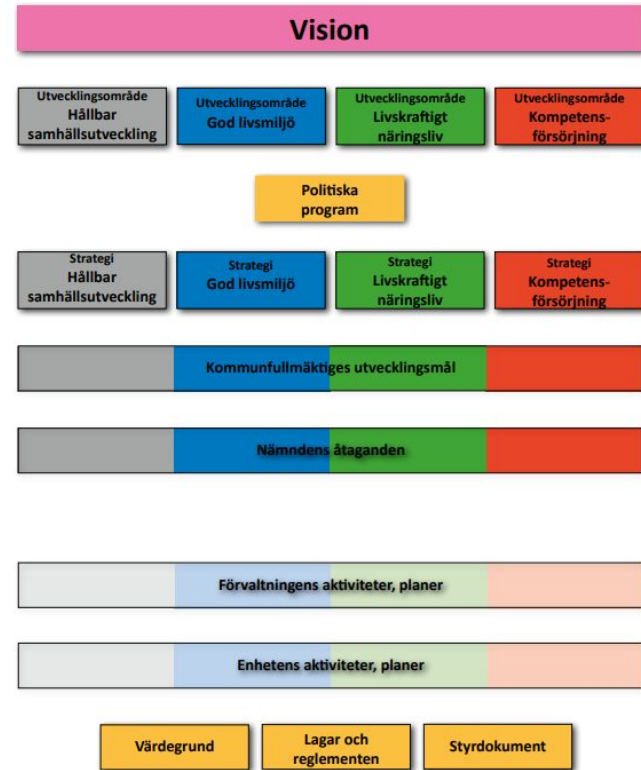 Vision
Utvecklingsområde
Hållbar
samhällsutveckling
Utvecklingsområde
God livsmiljö
Utvecklingsområde
Livskraftigt
näringsliv
Utvecklingsområde
Kompetens-
försörjning
Politiska
program
Strategi
Hållbar
samhällsutveckling
Strategi
God livsmiljö
Strategi
Livskraftigt
näringsliv
Strategi
Kompetens-
försörjning
Kommunfullmäktiges utvecklingsmål
Nämndens åtaganden
Förvaltningens aktiviteter, planer
Enhetens aktiviteter, planer
Värdegrund
Lagar och
reglementen
Styrdokument